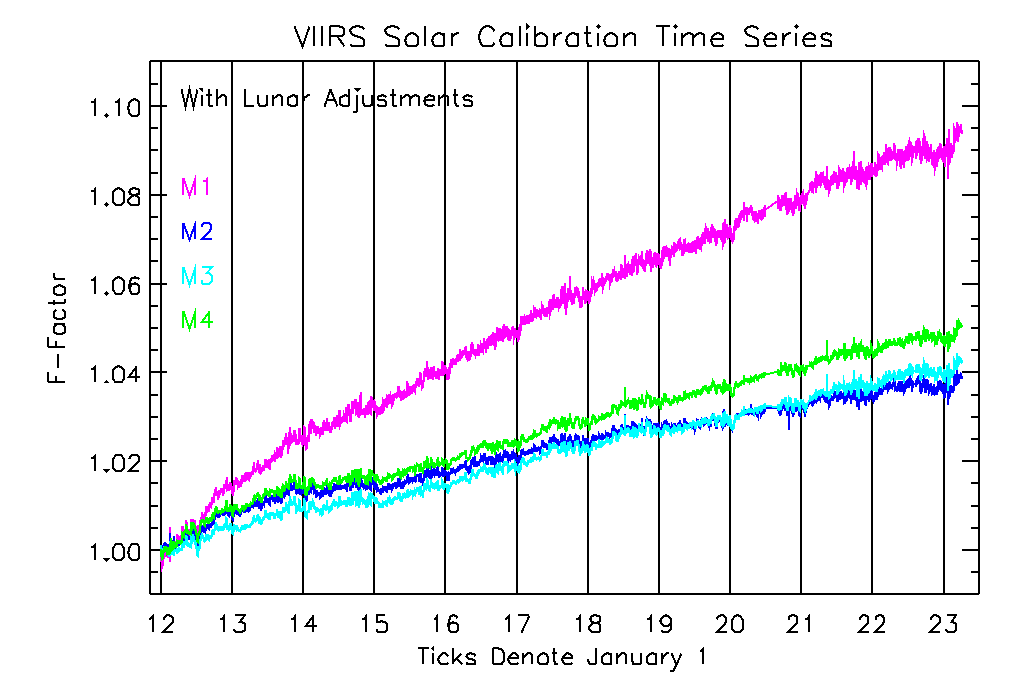 VIIRS Solar Calibration Time Series
With Lunar Adjustments
M1
M2
M3
M4
F-Factor
1.10
1.08
1.06
1.04
1.02
1.00
12 13 14 15 16 17 18 19 20 21 22 23
Ticks Denote January 1